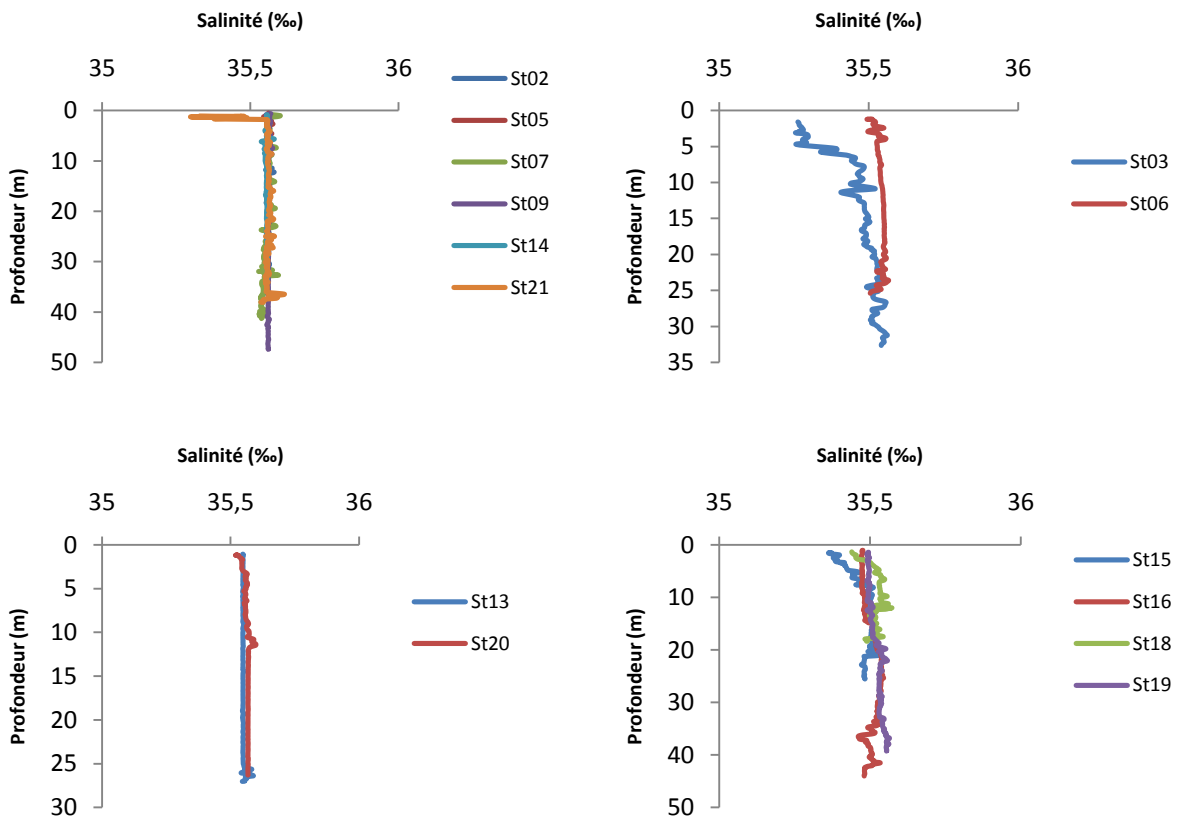 Salinité (‰)
35 35,5 36
0
10
20
30
40
50
Profondeur (m)
St02
St05
St07
St09
St14
St21
Salinité (‰)
35 35,5 36
0
5
10
15
20
25
30
35
Profondeur (m)
St03
St06
Salinité (‰)
35 35,5 36
0
5
10
15
20
25
30
Profondeur (m)
St13
St20
Salinité (‰)
35 35,5 36
0
10
20
30
40
50
Profondeur (m)
St15
St16
St18
St19